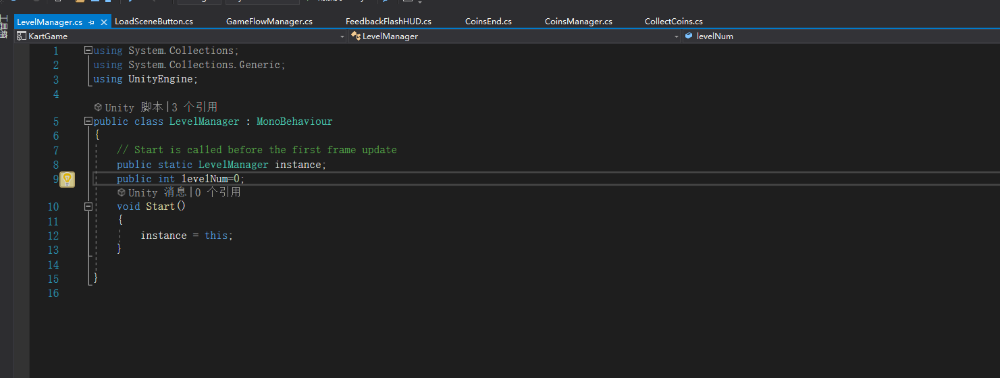 工具箱
LevelManager.cs LoadSceneButton.cs GameFlowManager.cs FeedbackFlashHUD.cs CoinsEnd.cs CoinsManager.cs CollectCoins.cs
KartGame LevelManager levelNum
1 using System.Collections;
2 using System.Collections.Generic;
3 using UnityEngine;
4
Unity 脚本|3 个引用
5 public class LevelManager : MonoBehaviour
6 {
7 // Start is called before the first frame update
8 public static LevelManager instance;
9 public int levelNum=0;
Unity 消息|0 个引用
10 void Start()
11 {
12 instance = this;
13 }
14
15 }
16